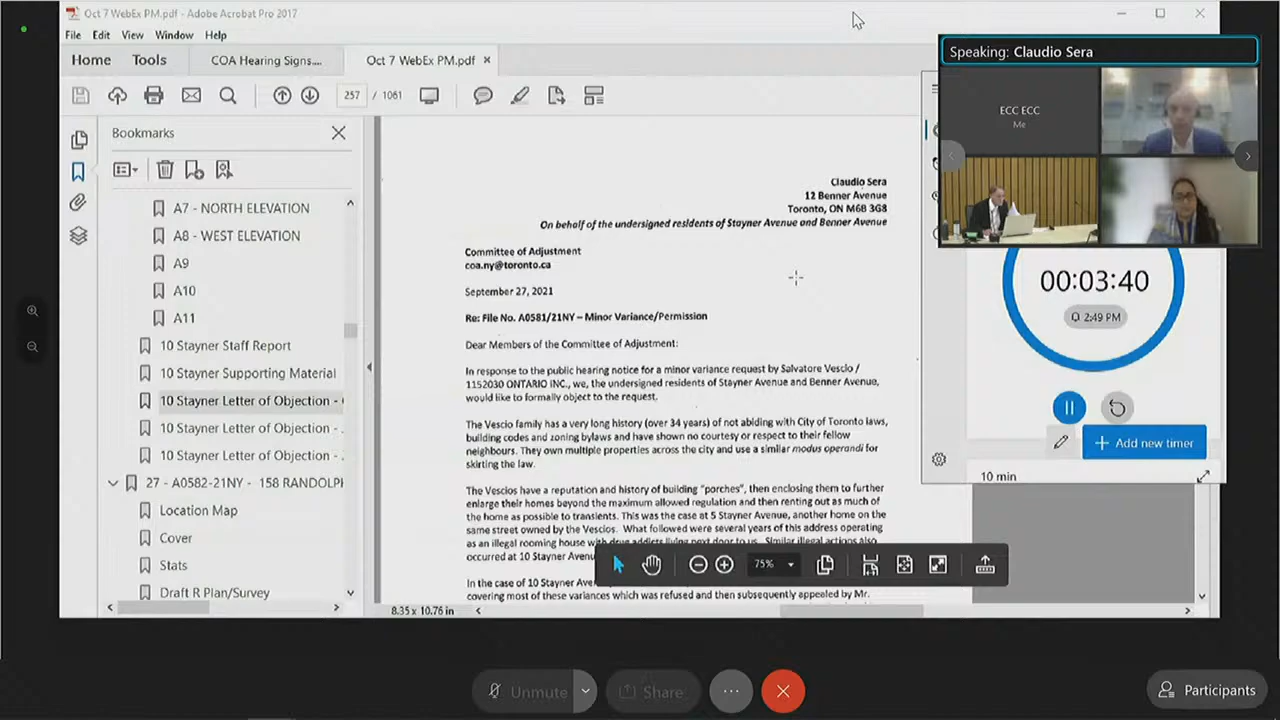 Oct 7 WebEx PM.pdf - Adobe Acrobat Pro 2017
File Edit View Window Help
Home Tools COA Hearing Signs.... Oct 7 WebEx PM.pdf ×
257 / 1061
Bookmarks
A7 - NORTH ELEVATION
A8 - WEST ELEVATION
A9
A10
A11
10 Stayner Staff Report
10 Stayner Supporting Material
10 Stayner Letter of Objection -
10 Stayner Letter of Objection -
10 Stayner Letter of Objection -
27 - A0582-21NY - 158 RANDOLPH
Location Map
Cover
Stats
Draft R Plan/Survey
Claudio Sera
12 Benner Avenue
Toronto, ON M6B 3G8
On behalf of the undersigned residents of Stayner Avenue and Benner Avenue
Committee of Adjustment
coa.ny@toronto.ca
September 27, 2021
Re: File No. A0581/21NY – Minor Variance/Permission
Dear Members of the Committee of Adjustment:
In response to the public hearing notice for a minor variance request by Salvatore Vescio /
1152030 ONTARIO INC., we, the undersigned residents of Stayner Avenue and Benner Avenue,
would like to formally object to the request.
The Vescio family has a very long history (over 34 years) of not abiding with City of Toronto laws,
building codes and zoning bylaws and have shown no courtesy or respect to their fellow
neighbours. They own multiple properties across the city and use a similar modus operandi for
skirting the law.
The Vescios have a reputation and history of building "porches", then enclosing them to further
enlarge their homes beyond the maximum allowed regulation and then renting out as much of
the home as possible to transients. This was the case at 5 Stayner Avenue, another home on the
same street owned by the Vescios. What followed were several years of this address operating
as an illegal rooming house with drug addicts living next door to us. Similar illegal actions also
occurred at 10 Stayner Avenu
In the case of 10 Stayner Aven
covering most of these variances which was refused and then subsequently appealed by Mr.
8.35 x 10.76 in
75%
Speaking: Claudio Sera
ECC ECC
Me
00:03:40
2:49 PM
Add new timer
10 min
Unmute
Share
Participants